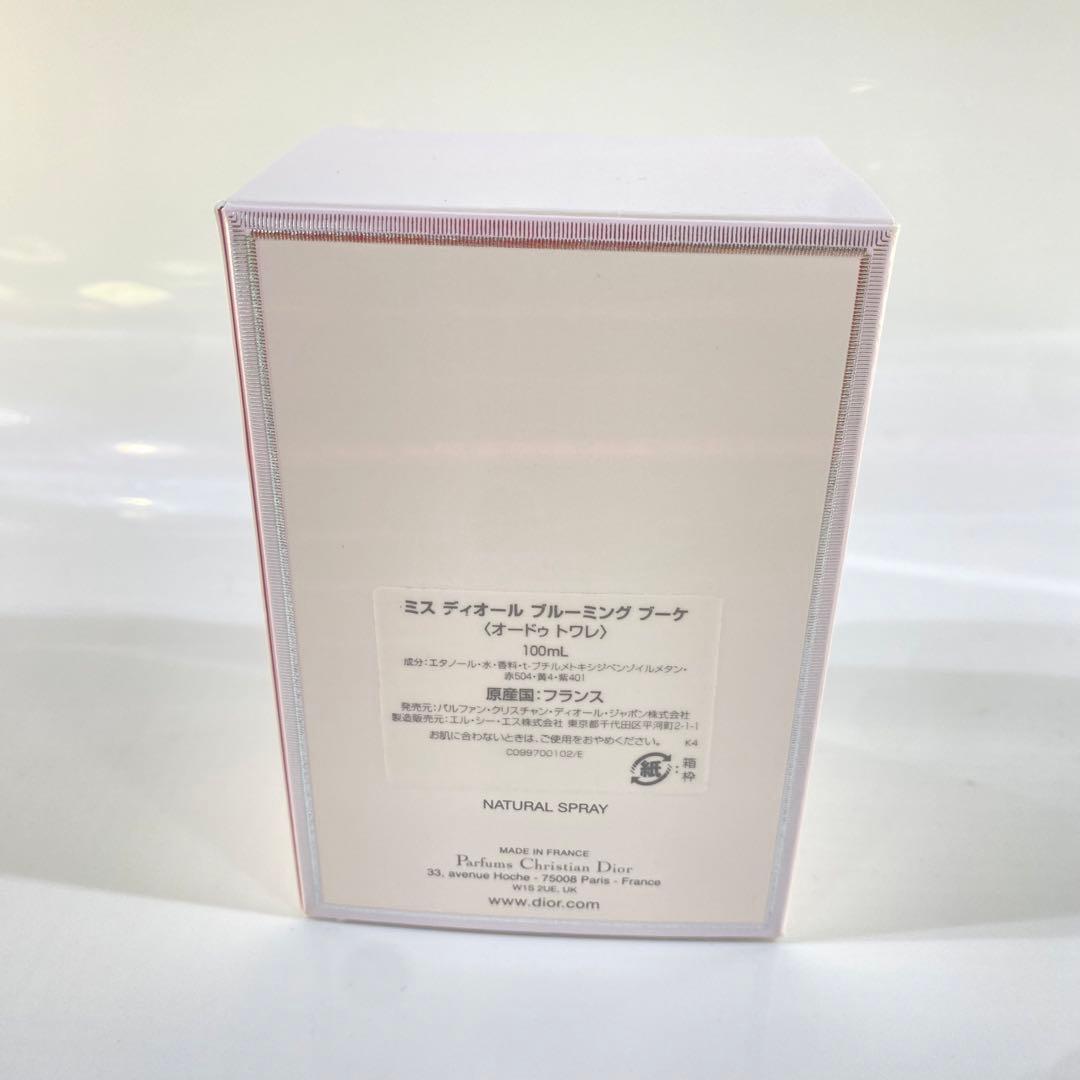 ミス ディオール ブルーミング ブーケ
〈オードゥ トワレ〉
100mL
成分：エタノール・水・香料・t-ブチルメトキシジベンゾイルメタン・
赤504・黄4・紫401
原産国：フランス
発売元：パルファン・クリスチャン・ディオール・ジャポン株式会社
製造販売元：エル・シー・エス株式会社 東京都千代田区平河町2-1-1
お肌に合わないときは、ご使用をおやめください。 K4
C099700102/E
紙：箱
枠
NATURAL SPRAY
MADE IN FRANCE
Parfums Christian Dior
33, avenue Hoche - 75008 Paris - France
W1S 2UE, UK
www.dior.com